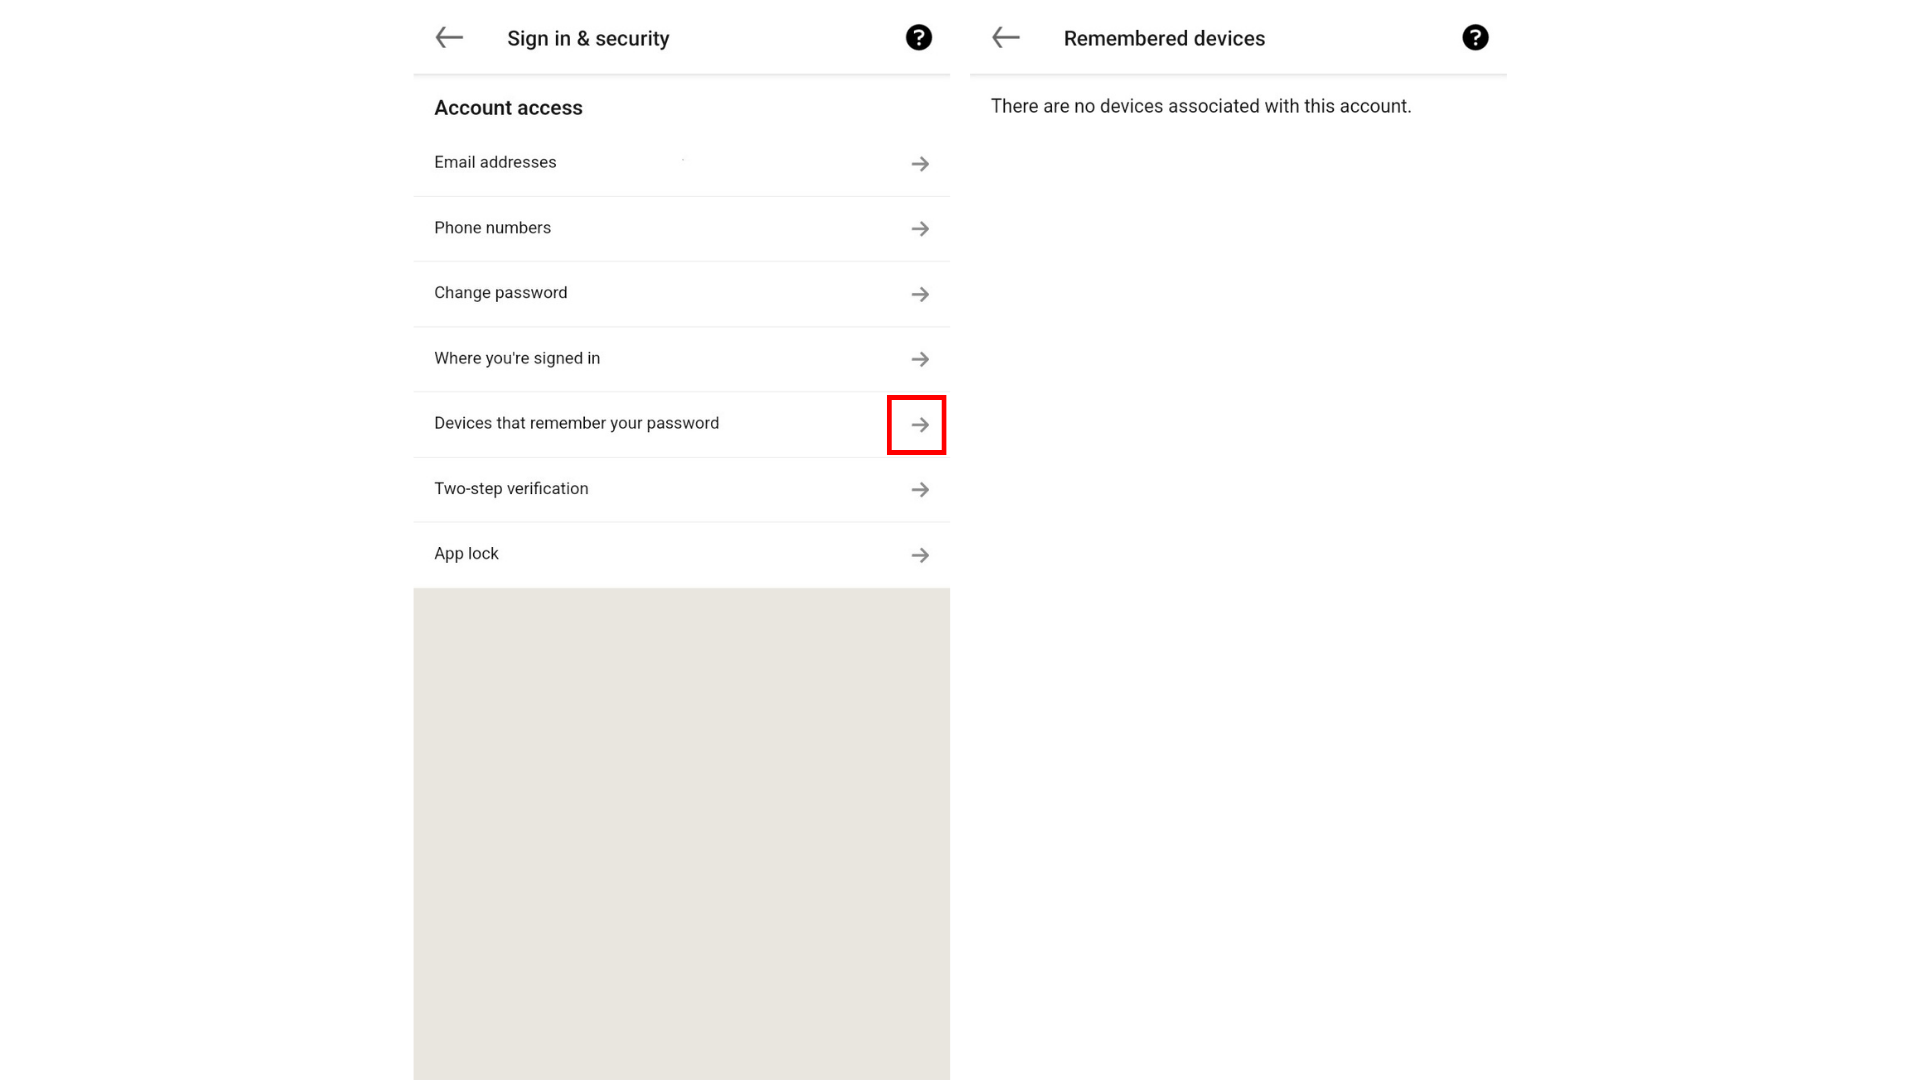 Sign in & security
Account access
Email addresses
Phone numbers
Change password
Where you're signed in
Devices that remember your password
Two-step verification
App lock
Remembered devices
There are no devices associated with this account.